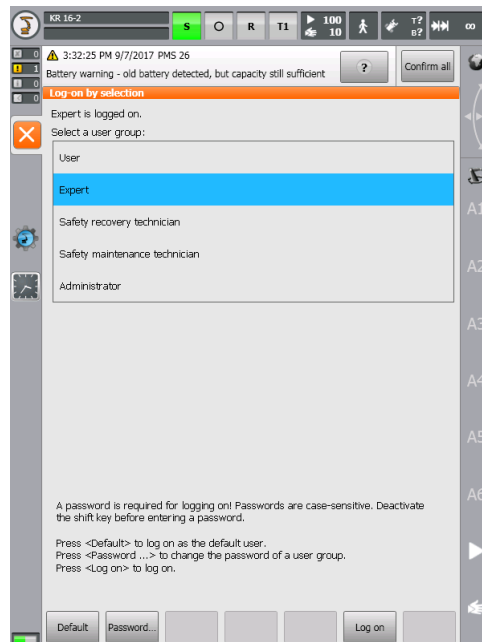 KR 16-2
S O R T1 100 10 T? B? ∞
0
1
0
0
3:32:25 PM 9/7/2017 PMS 26
Battery warning - old battery detected, but capacity still sufficient
?
Confirm all
Log-on by selection
Expert is logged on.
Select a user group:
User
Expert
Safety recovery technician
Safety maintenance technician
Administrator
A1
A2
A3
A4
A5
A6
A password is required for logging on! Passwords are case-sensitive. Deactivate
the shift key before entering a password.
Press <Default> to log on as the default user.
Press <Password ...> to change the password of a user group.
Press <Log on> to log on.
Default Password... Log on